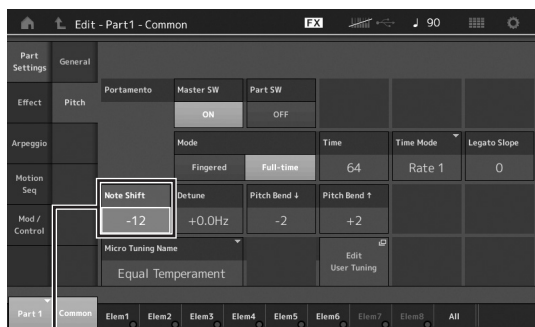 Edit - Part1 - Common
FX
90
Part Settings
General
Effect
Pitch
Portamento
Master SW
ON
Part SW
OFF
Arpeggio
Mode
Fingered
Full-time
Time
64
Time Mode
Rate 1
Legato Slope
0
Motion Seq
Note Shift
-12
Detune
+0.0Hz
Pitch Bend ↓
-2
Pitch Bend ↑
+2
Mod / Control
Micro Tuning Name
Equal Temperament
Edit User Tuning
Part 1
Common
Elem1
Elem2
Elem3
Elem4
Elem5
Elem6
Elem7
Elem8
All